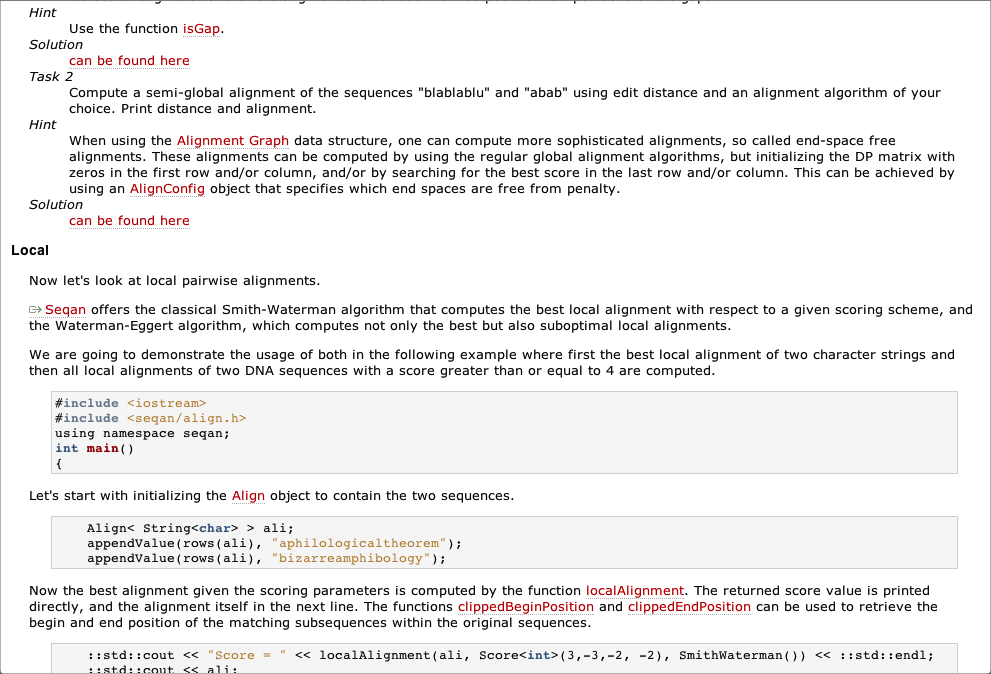 Hint
Use the function isGap.
Solution
can be found here
Task 2
Compute a semi-global alignment of the sequences "blablablu" and "abab" using edit distance and an alignment algorithm of your
choice. Print distance and alignment.
Hint
When using the Alignment Graph data structure, one can compute more sophisticated alignments, so called end-space free
alignments. These alignments can be computed by using the regular global alignment algorithms, but initializing the DP matrix with
zeros in the first row and/or column, and/or by searching for the best score in the last row and/or column. This can be achieved by
using an AlignConfig object that specifies which end spaces are free from penalty.
Solution
can be found here
Local
Now let's look at local pairwise alignments.
Seqan offers the classical Smith-Waterman algorithm that computes the best local alignment with respect to a given scoring scheme, and
the Waterman-Eggert algorithm, which computes not only the best but also suboptimal local alignments.
We are going to demonstrate the usage of both in the following example where first the best local alignment of two character strings and
then all local alignments of two DNA sequences with a score greater than or equal to 4 are computed.
#include <iostream>
#include <seqan/align.h>
using namespace seqan;
int main()
{
Let's start with initializing the Align object to contain the two sequences.
Align< String<char> > ali;
appendValue(rows(ali), "aphilologicaltheorem");
appendValue(rows(ali), "bizarreamphibology");
Now the best alignment given the scoring parameters is computed by the function localAlignment. The returned score value is printed
directly, and the alignment itself in the next line. The functions clippedBeginPosition and clippedEndPosition can be used to retrieve the
begin and end position of the matching subsequences within the original sequences.
::std::cout << "Score = " << localAlignment(ali, Score<int>(3,-3,-2, -2), SmithWaterman()) << ::std::endl;
::std::cout << ali;